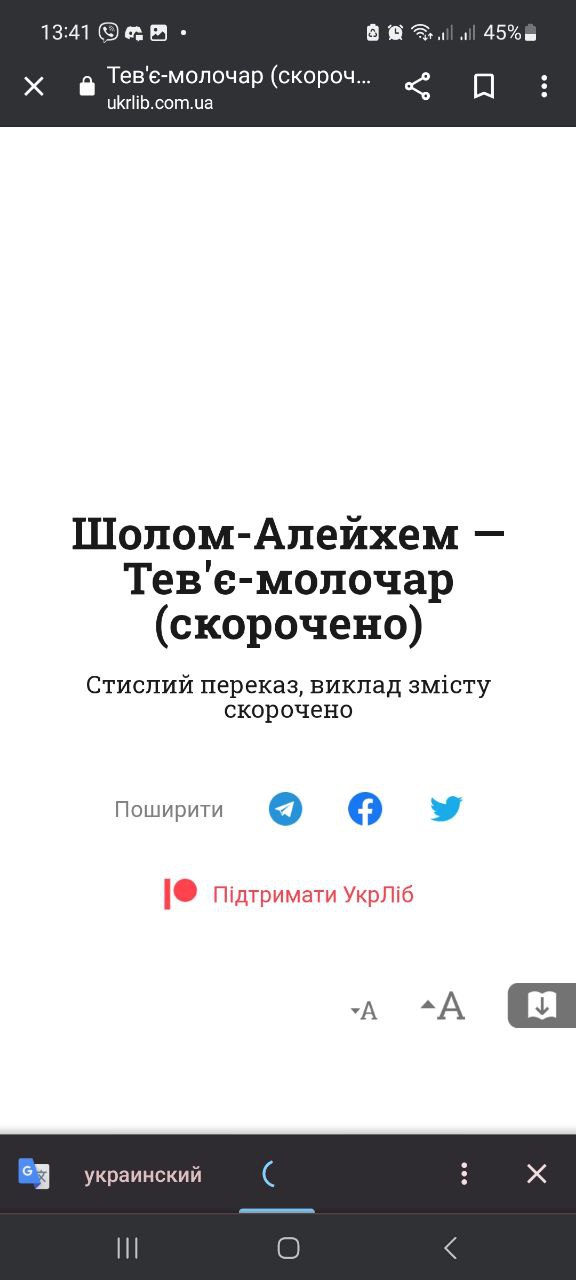 13:41
45%
Тев'є-молочар (скороч...
ukrlib.com.ua
Шолом-Алейхем —
Тев'є-молочар
(скорочено)
Стислий переказ, виклад змісту
скорочено
Поширити
Підтримати УкрЛіб
A
A
украинский